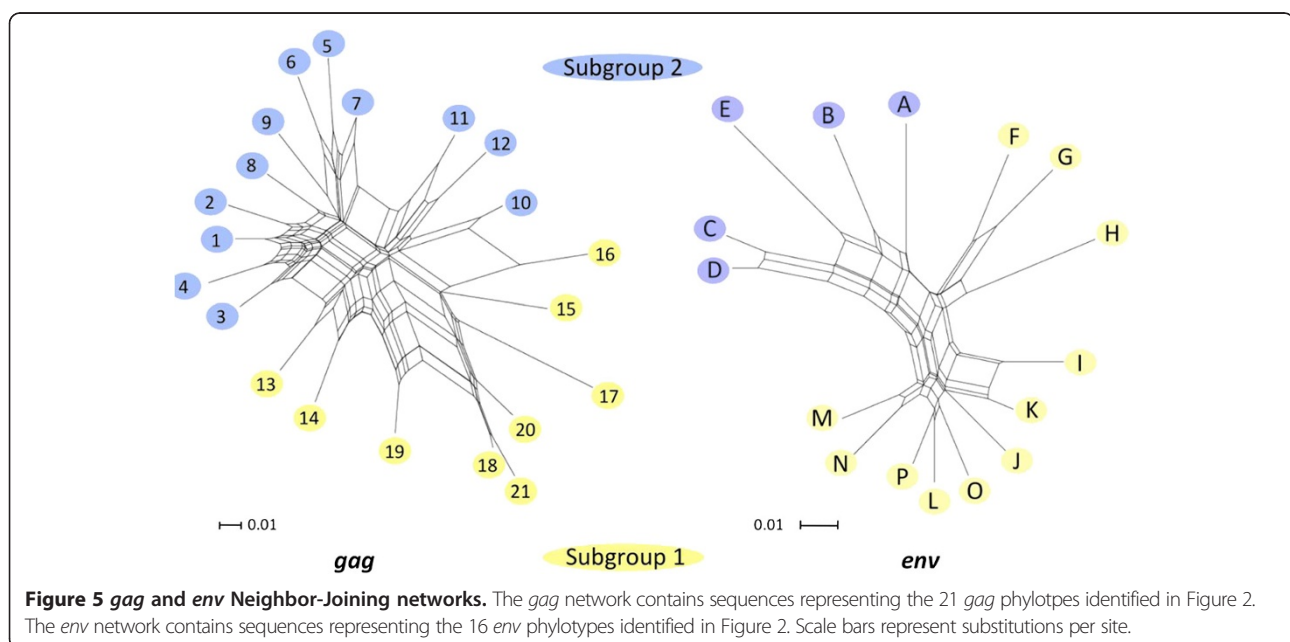 Subgroup 2
5
6
7
9
11
12
8
2
10
1
16
4
15
3
13
17
14
20
19
18
21
0.01
gag
E
B
A
F
G
C
H
D
I
K
M
J
N
P
O
L
0.01
env
Subgroup 1
Figure 5 gag and env Neighbor-Joining networks. The gag network contains sequences representing the 21 gag phylotpes identified in Figure 2.
The env network contains sequences representing the 16 env phylotypes identified in Figure 2. Scale bars represent substitutions per site.